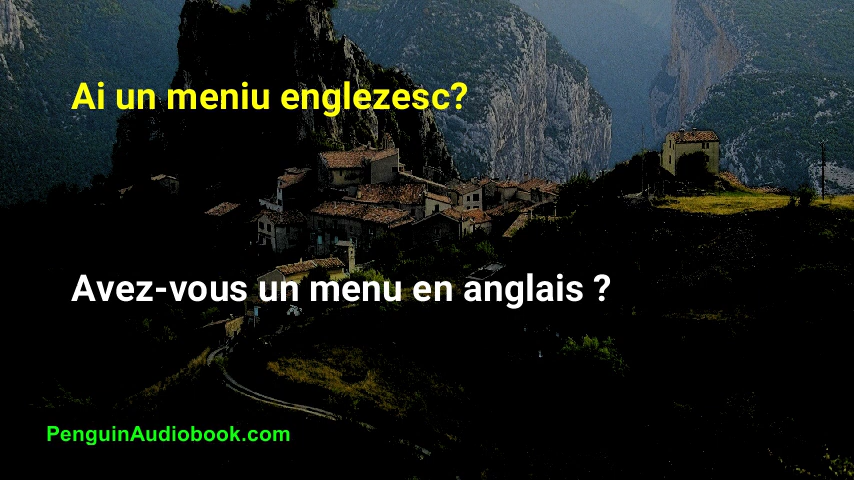 Ai un meniu englezesc?
Avez-vous un menu en anglais ?
PenguinAudiobook.com